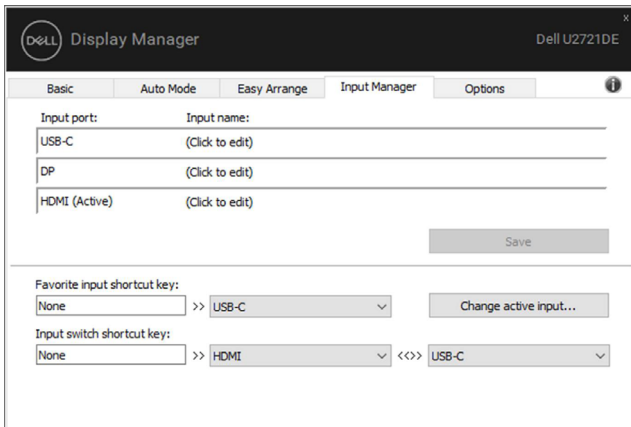 x
DELL Display Manager Dell U2721DE
Basic Auto Mode Easy Arrange Input Manager Options i
Input port: Input name:
USB-C (Click to edit)
DP (Click to edit)
HDMI (Active) (Click to edit)
Save
Favorite input shortcut key:
None >> USB-C Change active input...
Input switch shortcut key:
None >> HDMI <<>> USB-C